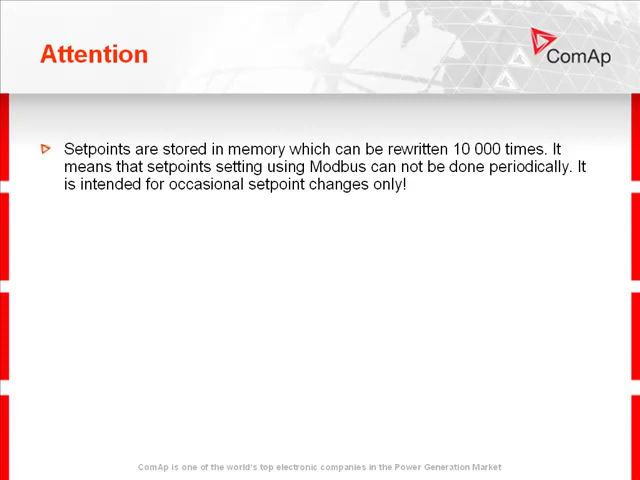 Attention
ComAp
Setpoints are stored in memory which can be rewritten 10 000 times. It
means that setpoints setting using Modbus can not be done periodically. It
is intended for occasional setpoint changes only!
ComAp is one of the world's top electronic companies in the Power Generation Market